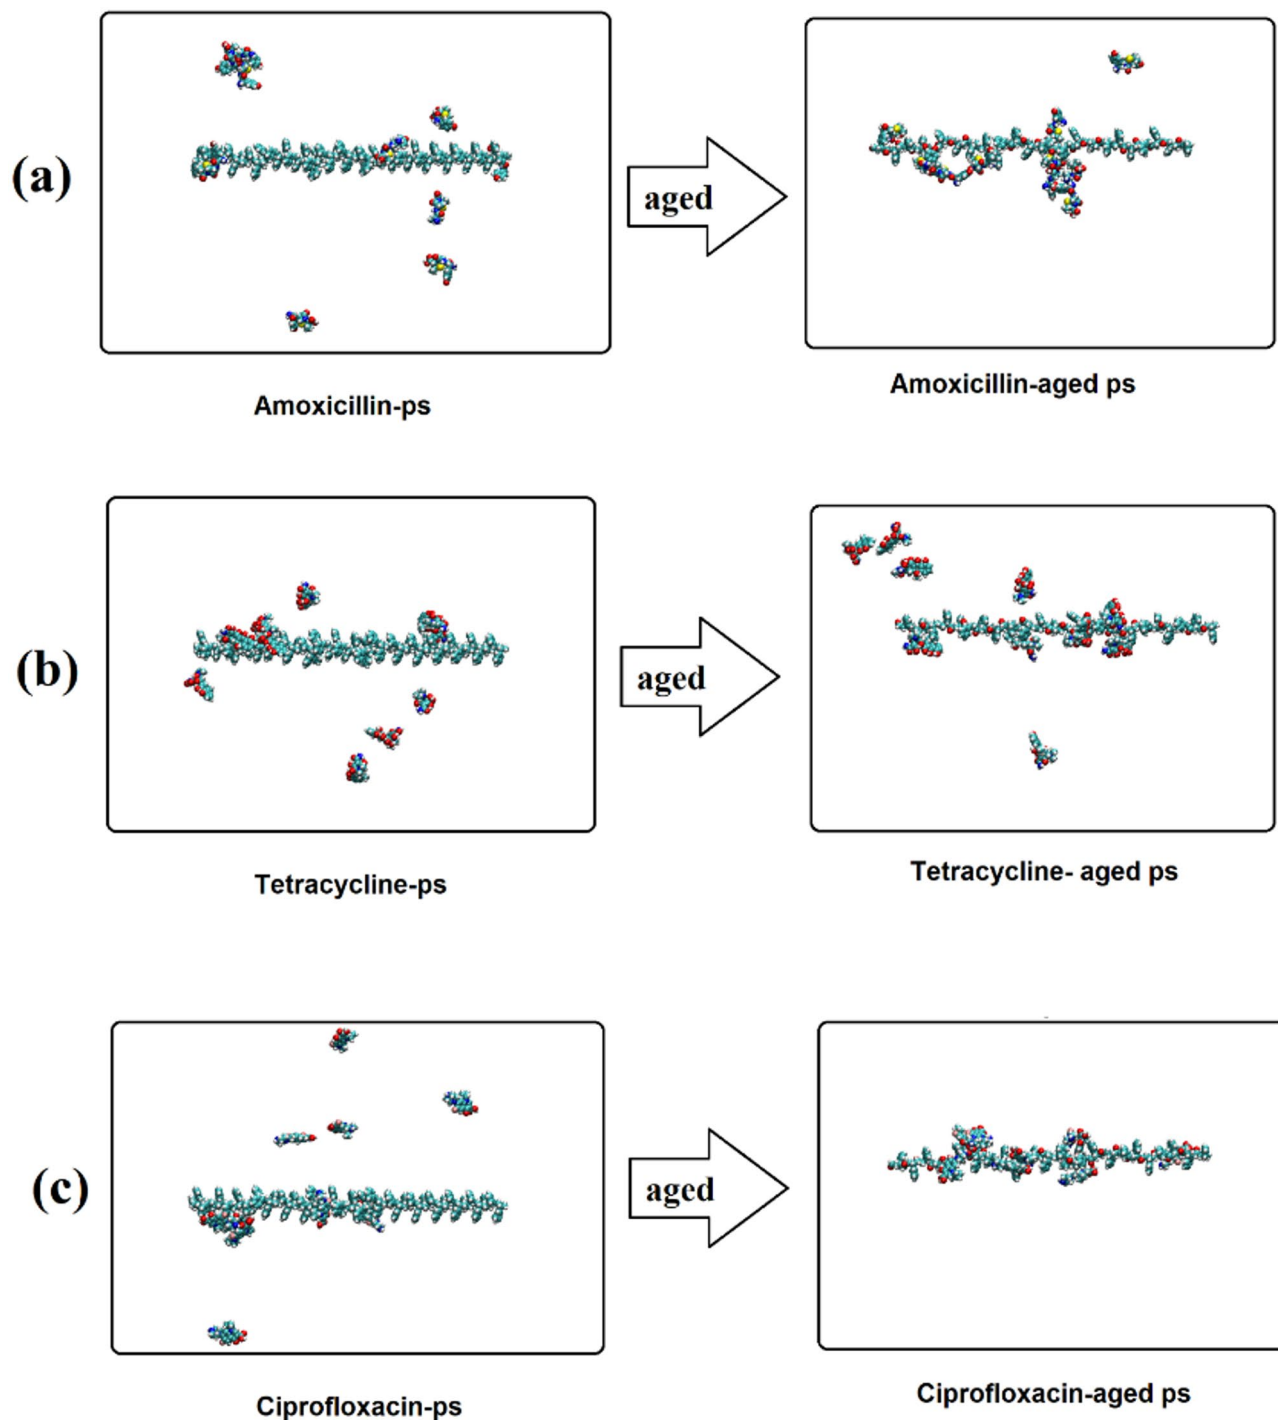 (a)
aged
Amoxicillin-ps
Amoxicillin-aged ps
(b)
aged
Tetracycline-ps
Tetracycline- aged ps
(c)
aged
Ciprofloxacin-ps
Ciprofloxacin-aged ps